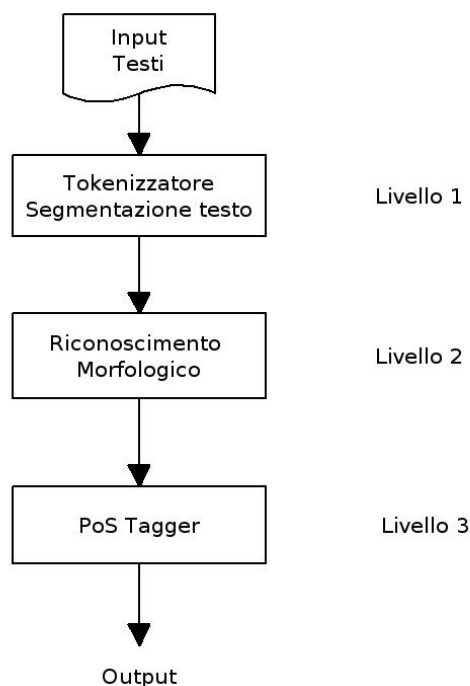 Input
Testi
Tokenizzatore
Segmentazione testo
Livello 1
Riconoscimento
Morfologico
Livello 2
PoS Tagger
Livello 3
Output